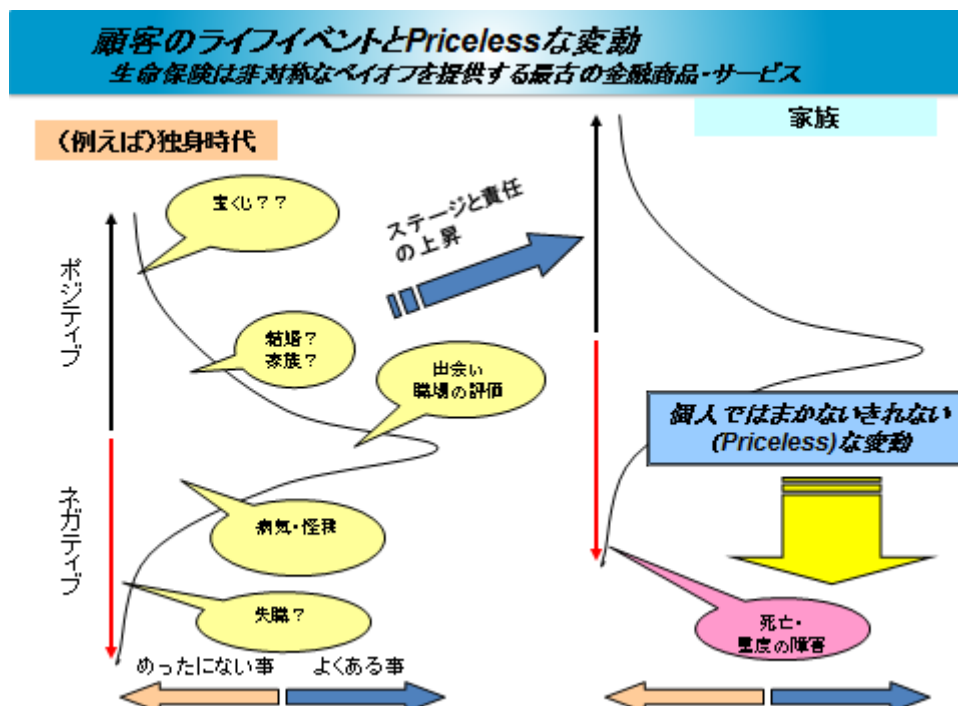 顧客のライフイベントとPricelessな変動
生命保険は非対称なペイオフを提供する最古の金融商品・サービス
(例えば)独身時代
家族
宝くじ??
ステージと責任
の上昇
ポジティブ
結婚?
家族?
出会い
職場の評価
個人ではまかないきれない
(Priceless)な変動
ネガティブ
病気・怪我
失職?
死亡・
重度の障害
めったにない事
よくある事